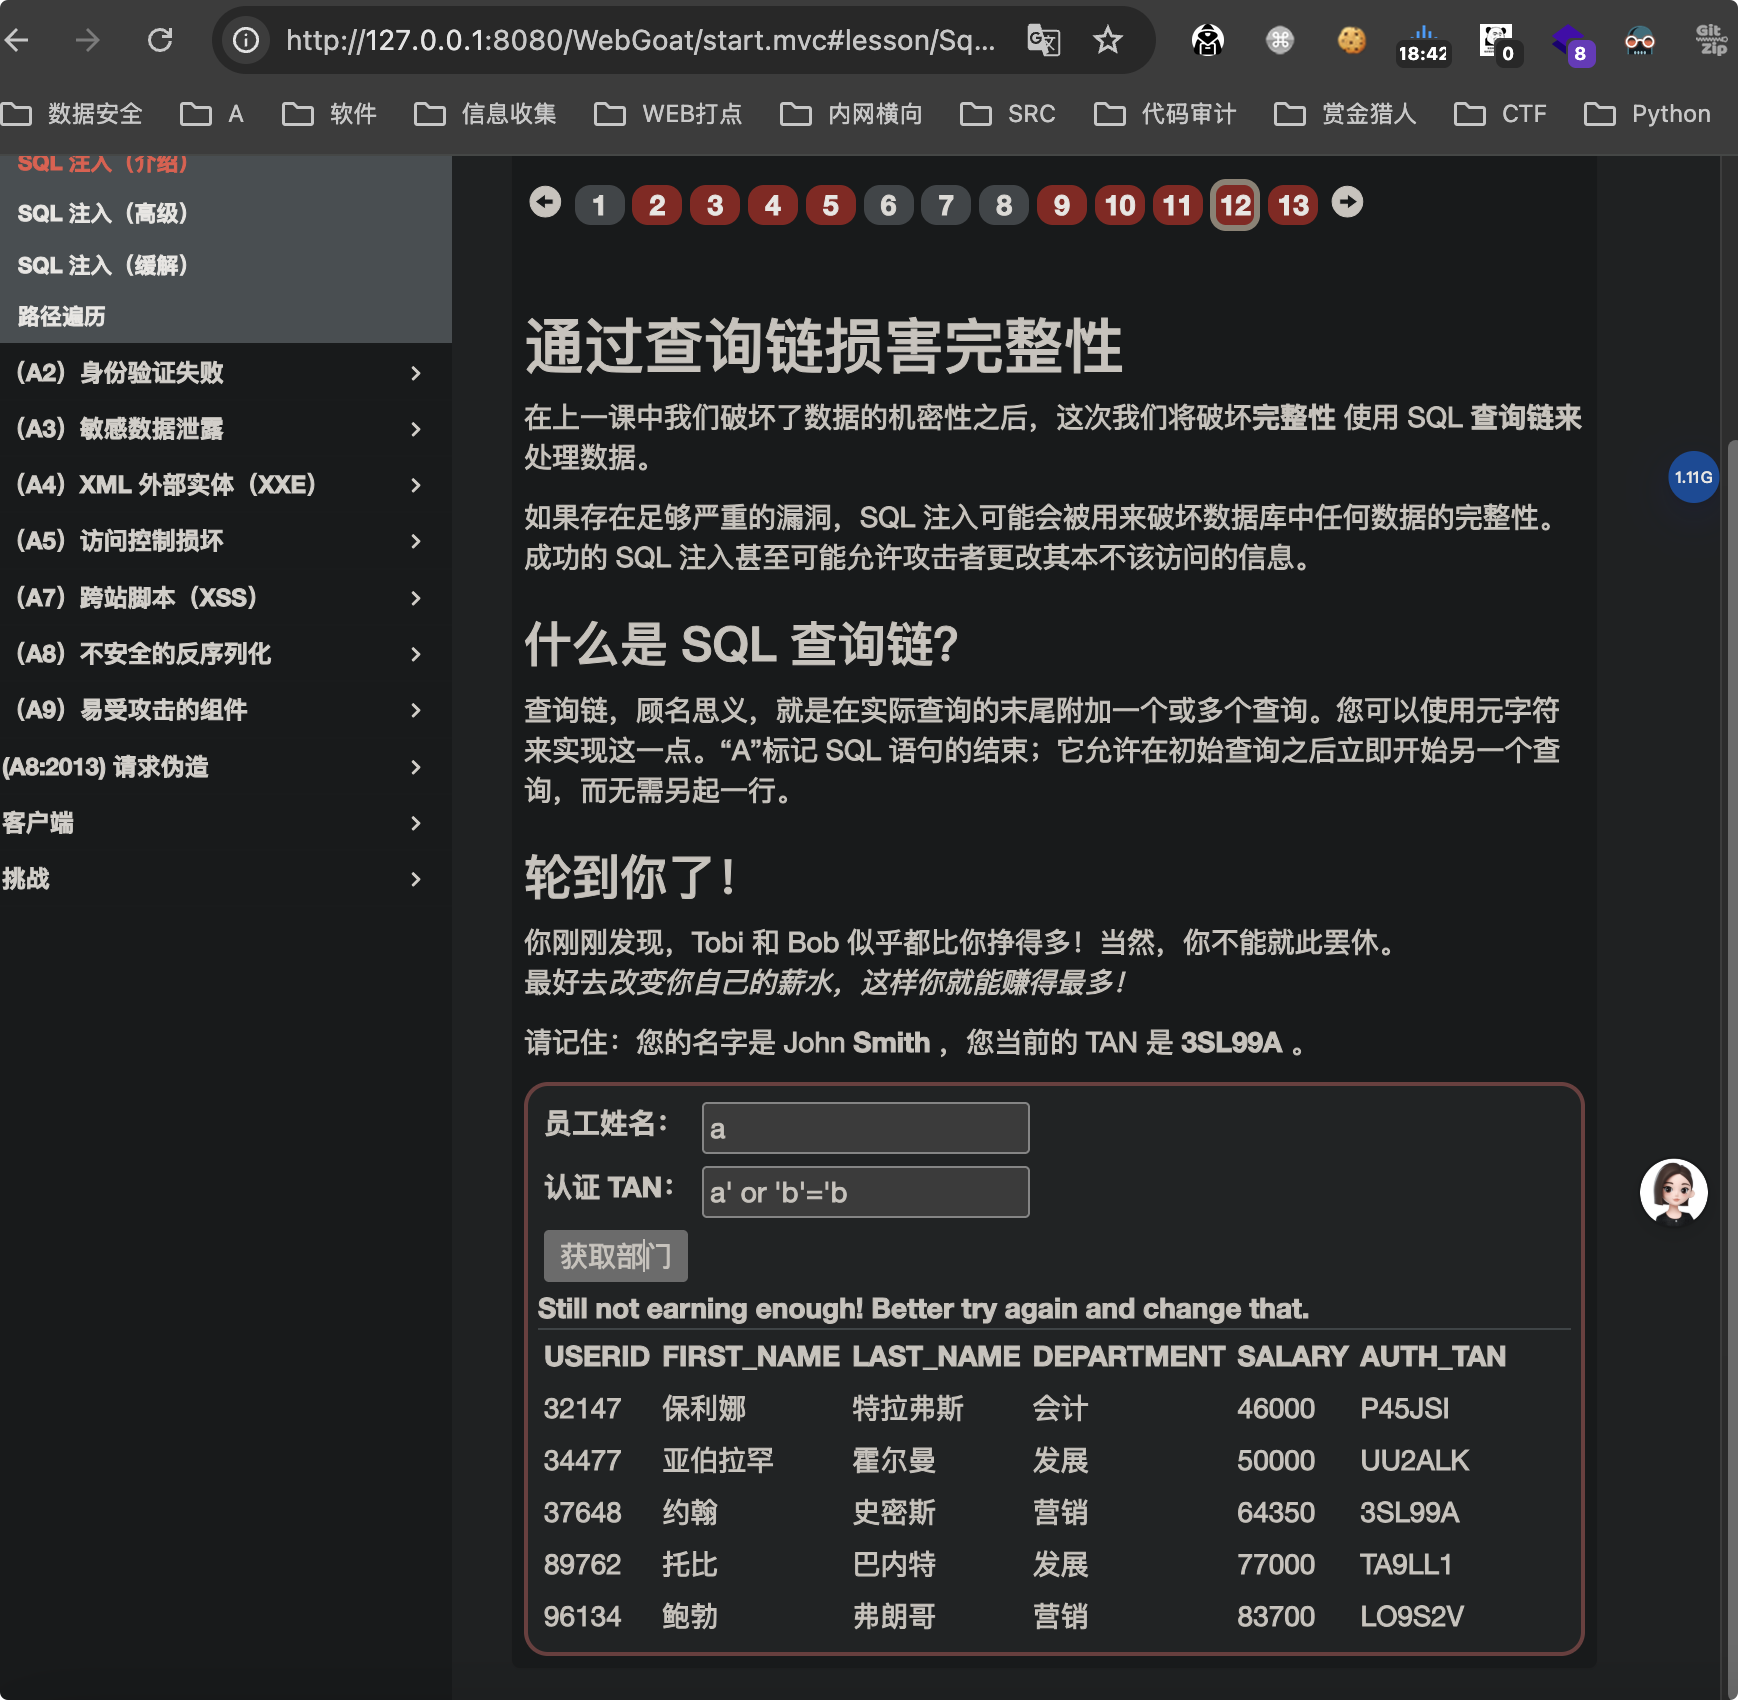 http://127.0.0.1:8080/WebGoat/start.mvc#lesson/Sq...
18:42
0
8
Git Zip
数据安全
A
软件
信息收集
WEB打点
内网横向
SRC
代码审计
赏金猎人
CTF
Python
SQL 注入（介绍）
SQL 注入（高级）
SQL 注入（缓解）
路径遍历
（A2）身份验证失败
（A3）敏感数据泄露
（A4）XML 外部实体（XXE）
（A5）访问控制损坏
（A7）跨站脚本（XSS）
（A8）不安全的反序列化
（A9）易受攻击的组件
(A8:2013) 请求伪造
客户端
挑战
1 2 3 4 5 6 7 8 9 10 11 12 13
通过查询链损害完整性
在上一课中我们破坏了数据的机密性之后，这次我们将破坏完整性 使用 SQL 查询链来
处理数据。
如果存在足够严重的漏洞，SQL 注入可能会被用来破坏数据库中任何数据的完整性。
成功的 SQL 注入甚至可能允许攻击者更改其本不该访问的信息。
什么是 SQL 查询链？
查询链，顾名思义，就是在实际查询的末尾附加一个或多个查询。您可以使用元字符
来实现这一点。“A”标记 SQL 语句的结束；它允许在初始查询之后立即开始另一个查
询，而无需另起一行。
轮到你了！
你刚刚发现，Tobi 和 Bob 似乎都比你挣得多！当然，你不能就此罢休。
最好去改变你自己的薪水，这样你就能赚得最多！
请记住：您的名字是 John Smith ，您当前的 TAN 是 3SL99A 。
员工姓名： a
认证 TAN： a' or 'b'='b
获取部门
Still not earning enough! Better try again and change that.
USERID FIRST_NAME LAST_NAME DEPARTMENT SALARY AUTH_TAN
32147 保利娜 特拉弗斯 会计 46000 P45JSI
34477 亚伯拉罕 霍尔曼 发展 50000 UU2ALK
37648 约翰 史密斯 营销 64350 3SL99A
89762 托比 巴内特 发展 77000 TA9LL1
96134 鲍勃 弗朗哥 营销 83700 LO9S2V
1.11G